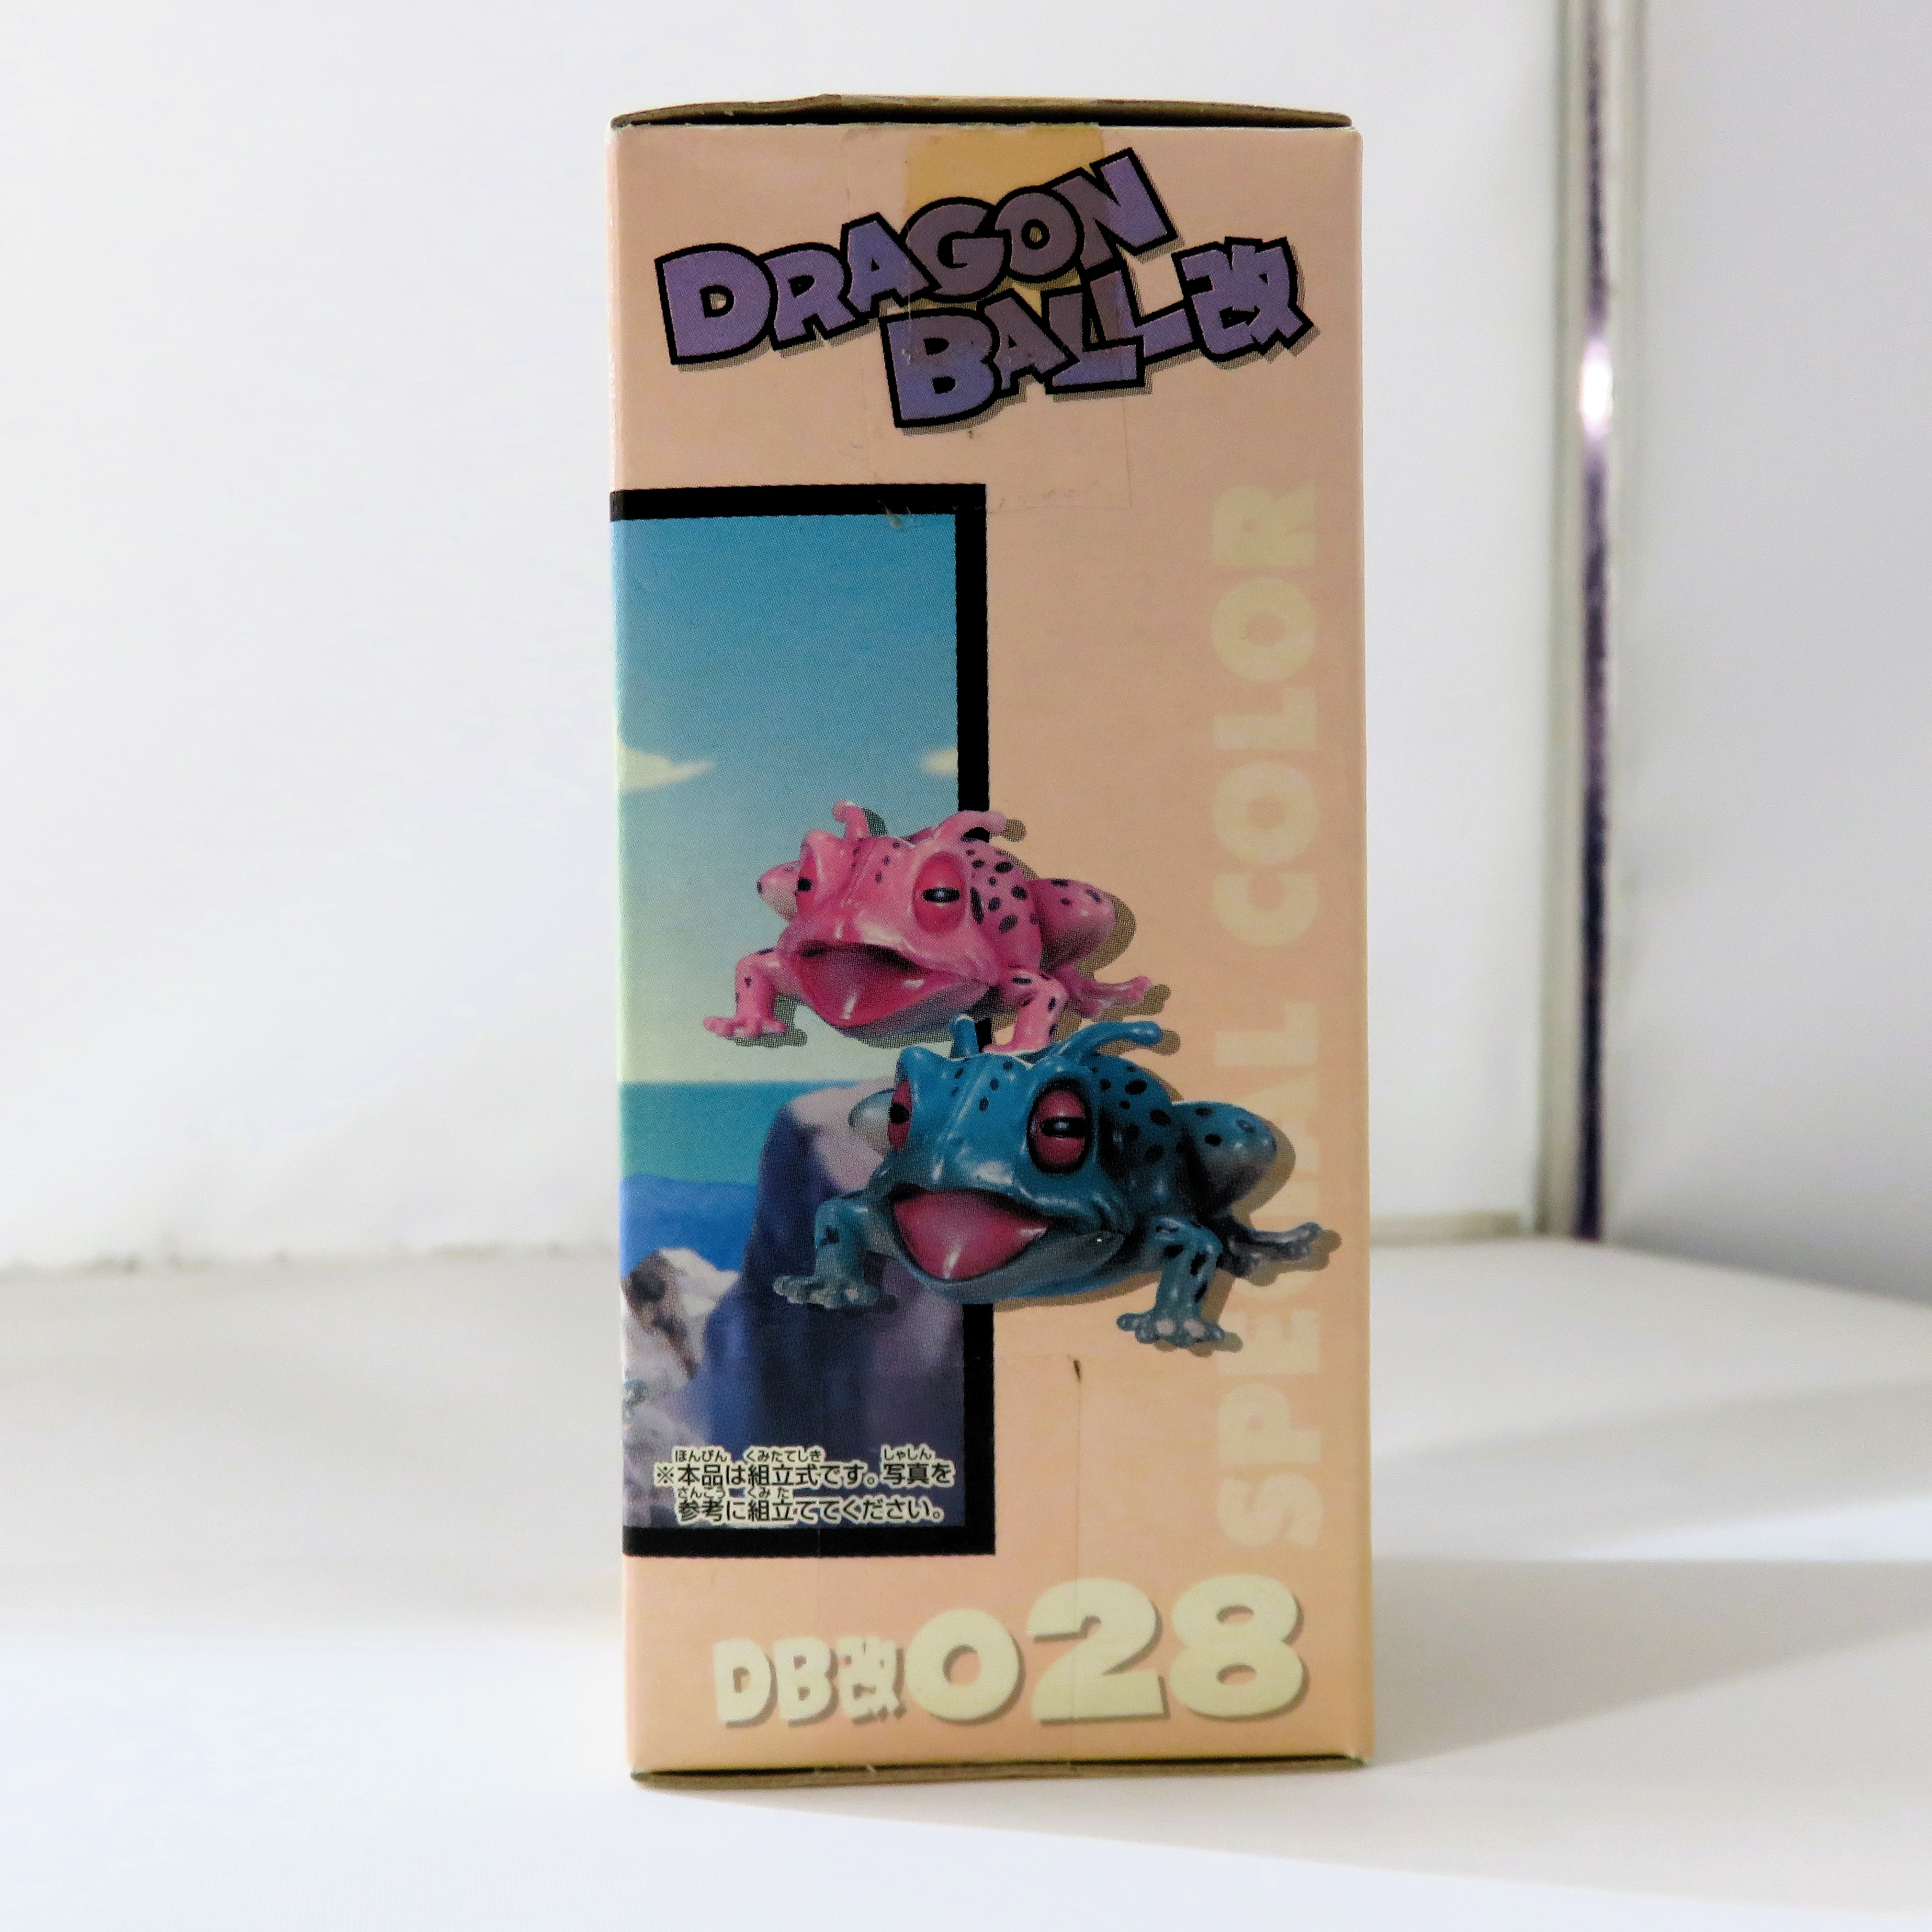 DRAGON
BALL改
SPECIAL COLOR
ほんぴん くみたてしき しゃしん
※本品は組立式です。写真を
さんこう くみた
参考に組立ててください。
DB改028